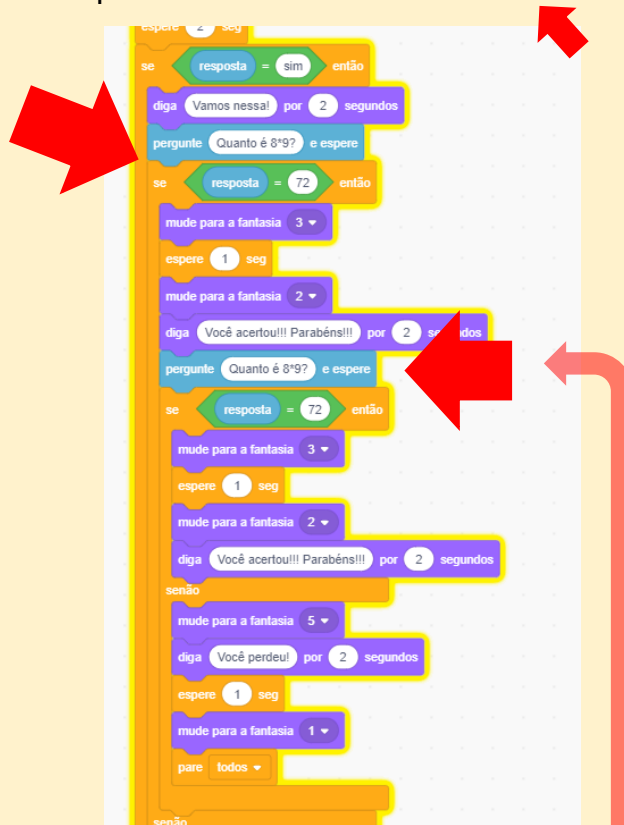 espere 2 seg
se resposta = sim então
diga Vamos nessa! por 2 segundos
pergunte Quanto é 8*9? e espere
se resposta = 72 então
mude para a fantasia 3
espere 1 seg
mude para a fantasia 2
diga Você acertou!!! Parabéns!!! por 2 segundos
pergunte Quanto é 8*9? e espere
se resposta = 72 então
mude para a fantasia 3
espere 1 seg
mude para a fantasia 2
diga Você acertou!!! Parabéns!!! por 2 segundos
senão
mude para a fantasia 5
diga Você perdeu! por 2 segundos
espere 1 seg
mude para a fantasia 1
pare todos
senão